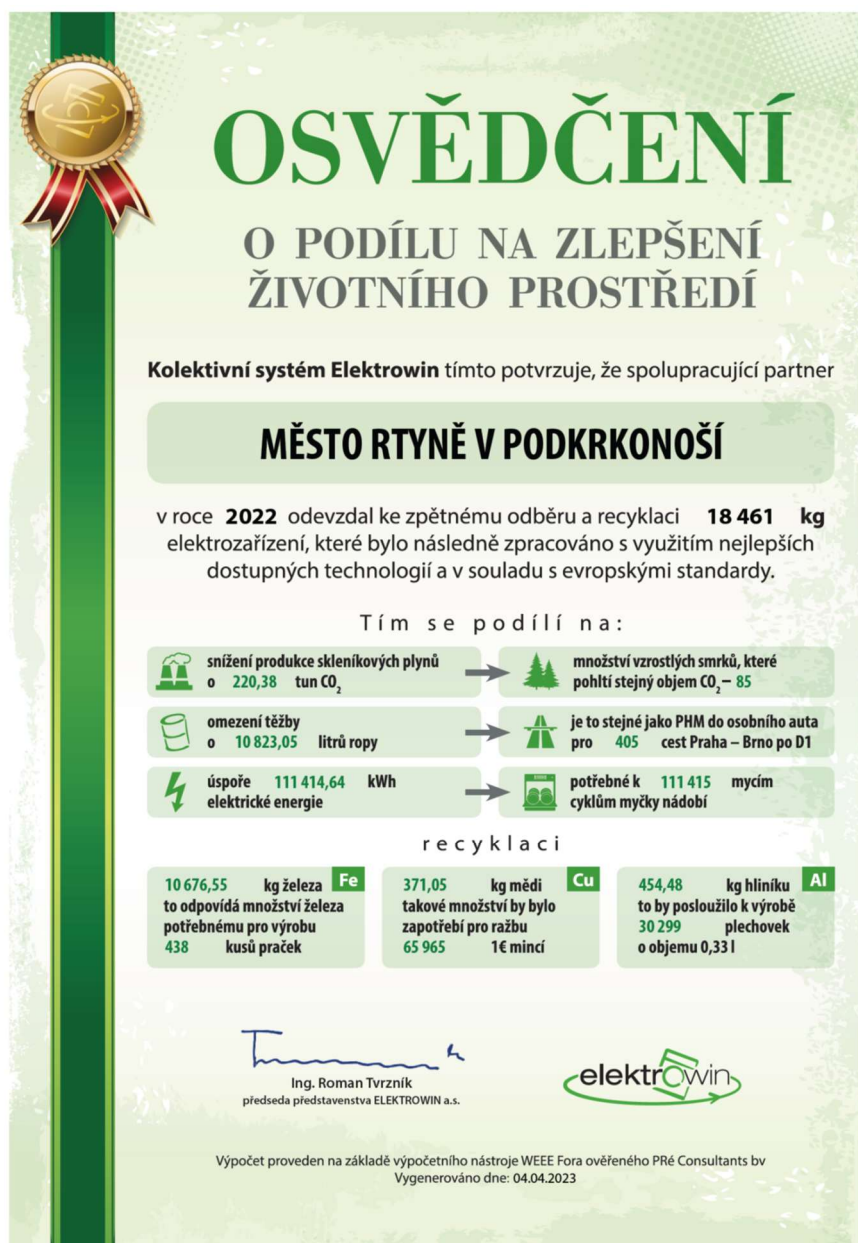 OSVĚDČENÍ
O PODÍLU NA ZLEPŠENÍ
ŽIVOTNÍHO PROSTŘEDÍ
Kolektivní systém Elektrowin tímto potvrzuje, že spolupracující partner
MĚSTO RTYNĚ V PODKRKONOŠÍ
v roce 2022 odevzdal ke zpětnému odběru a recyklaci 18 461 kg
elektrozařízení, které bylo následně zpracováno s využitím nejlepších
dostupných technologií a v souladu s evropskými standardy.
Tím se podílí na:
snížení produkce skleníkových plynů
o 220,38 tun CO₂
množství vzrostlých smrků, které
pohltí stejný objem CO₂ – 85
omezení těžby
o 10 823,05 litrů ropy
je to stejné jako PHM do osobního auta
pro 405 cest Praha – Brno po D1
úspoře 111 414,64 kWh
elektrické energie
potřebné k 111 415 mycím
cyklům myčky nádobí
recyklaci
10 676,55 kg železa Fe
to odpovídá množství železa
potřebnému pro výrobu
438 kusů praček
371,05 kg mědi Cu
takové množství by bylo
zapotřebí pro ražbu
65 965 1€ mincí
454,48 kg hliníku Al
to by posloužilo k výrobě
30 299 plechovek
o objemu 0,33 l
Ing. Roman Tvrzník
předseda představenstva ELEKTROWIN a.s.
elektrowin
Výpočet proveden na základě výpočetního nástroje WEEE Fora ověřeného PRé Consultants bv
Vygenerováno dne: 04.04.2023